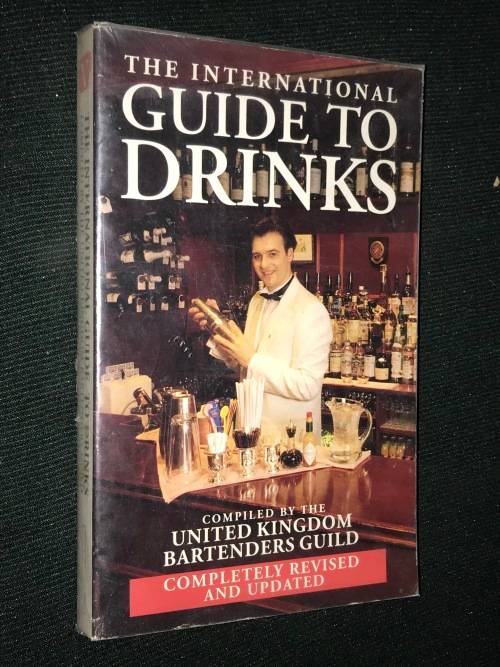 THE INTERNATIONAL
GUIDE TO
DRINKS
COMPILED BY THE
UNITED KINGDOM
BARTENDERS GUILD
COMPLETELY REVISED
AND UPDATED
THE INTERNATIONAL GUIDE TO DRINKS